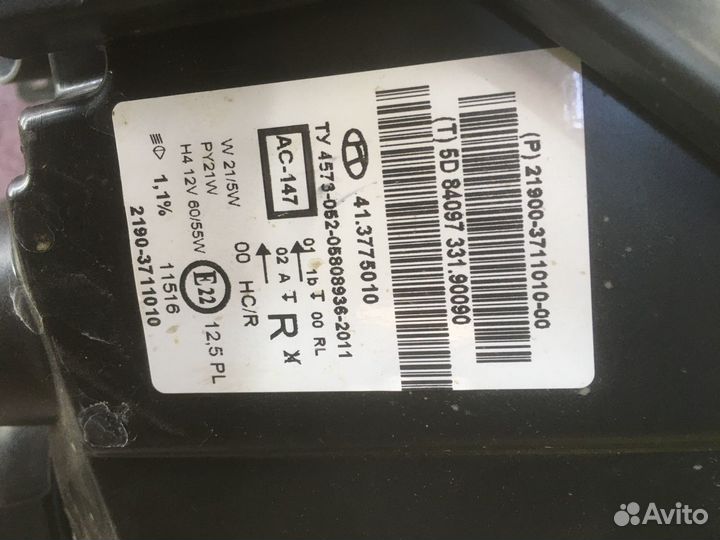 (P) 21900-3711010-00
(T) 5D 84097 331.90090
41.3775010
ТУ 4573-052-05808936-2011
AC-147
01 1b 00 RL
02 A R
W 21/5W
00 HC/R
PY21W
H4 12V 60/55W
E22
12,5 PL
1,1%
11516
2190-3711010
Avito